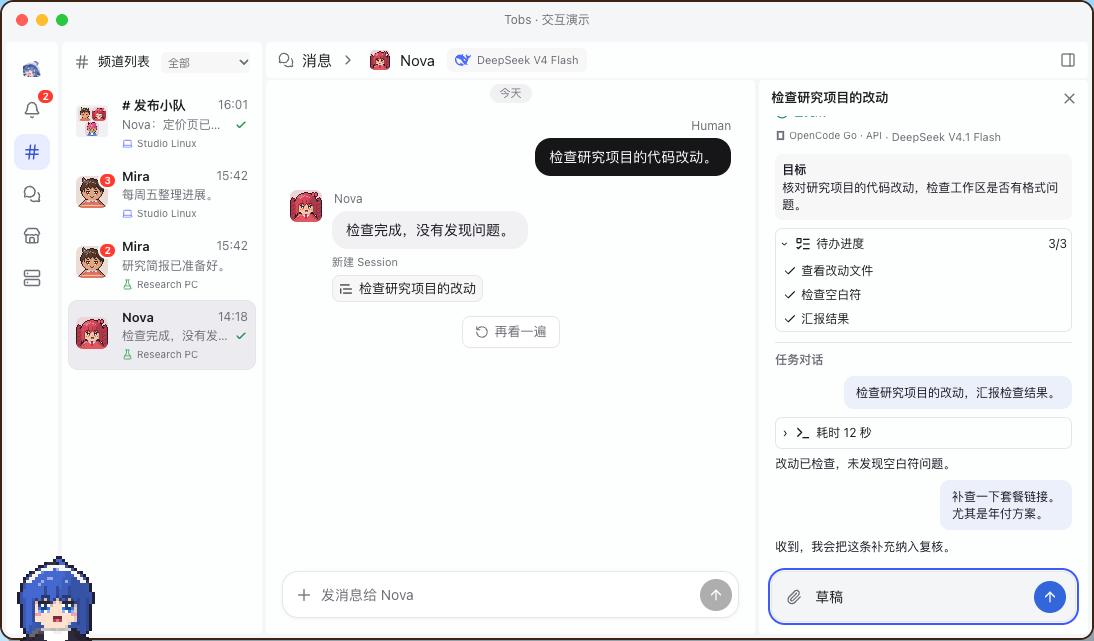 Tobs · 交互演示
2
频道列表
全部
# 发布小队
16:01
Nova：定价页已...
Studio Linux
3
Mira
15:42
每周五整理进展。
Studio Linux
2
Mira
15:42
研究简报已准备好。
Research PC
Nova
14:18
检查完成，没有发...
Research PC
消息
Nova
DeepSeek V4 Flash
今天
Human
检查研究项目的代码改动。
Nova
检查完成，没有发现问题。
新建 Session
检查研究项目的改动
再看一遍
发消息给 Nova
检查研究项目的改动
OpenCode Go · API · DeepSeek V4.1 Flash
目标
核对研究项目的代码改动，检查工作区是否有格式问
题。
待办进度
3/3
查看改动文件
检查空白符
汇报结果
任务对话
检查研究项目的改动，汇报检查结果。
耗时 12 秒
改动已检查，未发现空白符问题。
补查一下套餐链接。
尤其是年付方案。
收到，我会把这条补充纳入复核。
草稿